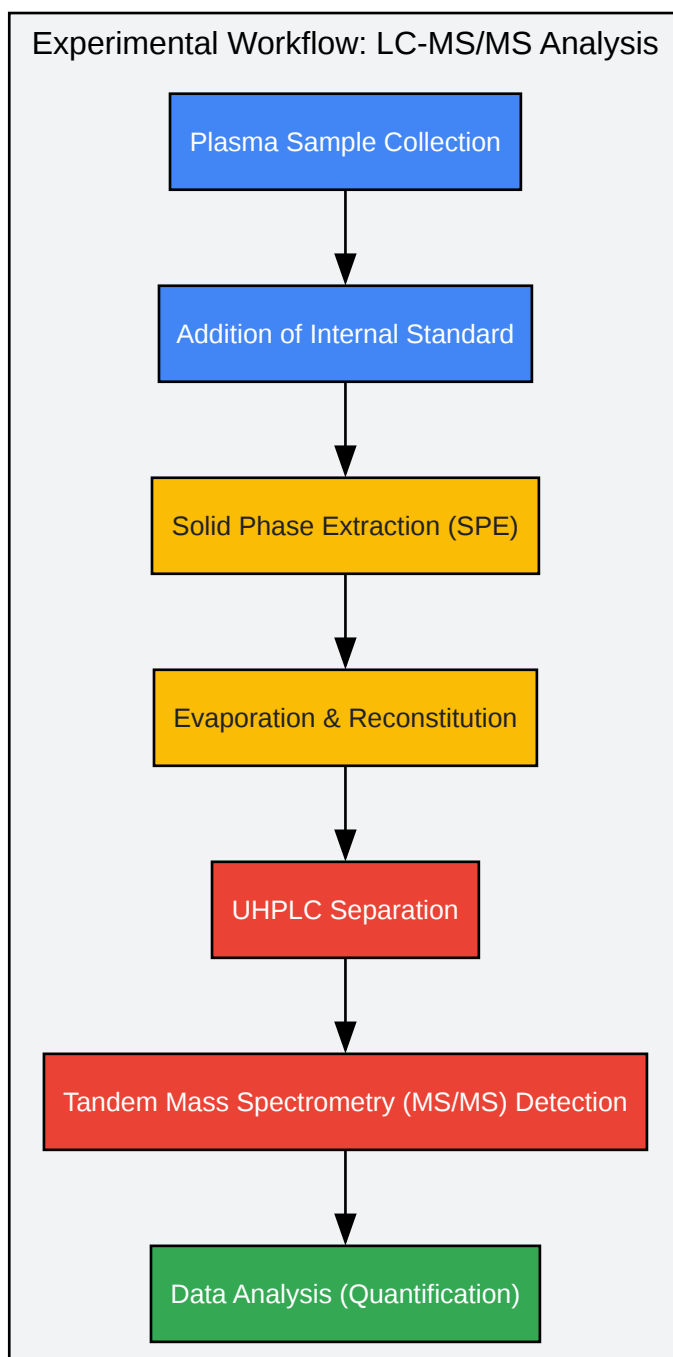 Experimental Workflow: LC-MS/MS Analysis
Plasma Sample Collection
Addition of Internal Standard
Solid Phase Extraction (SPE)
Evaporation & Reconstitution
UHPLC Separation
Tandem Mass Spectrometry (MS/MS) Detection
Data Analysis (Quantification)